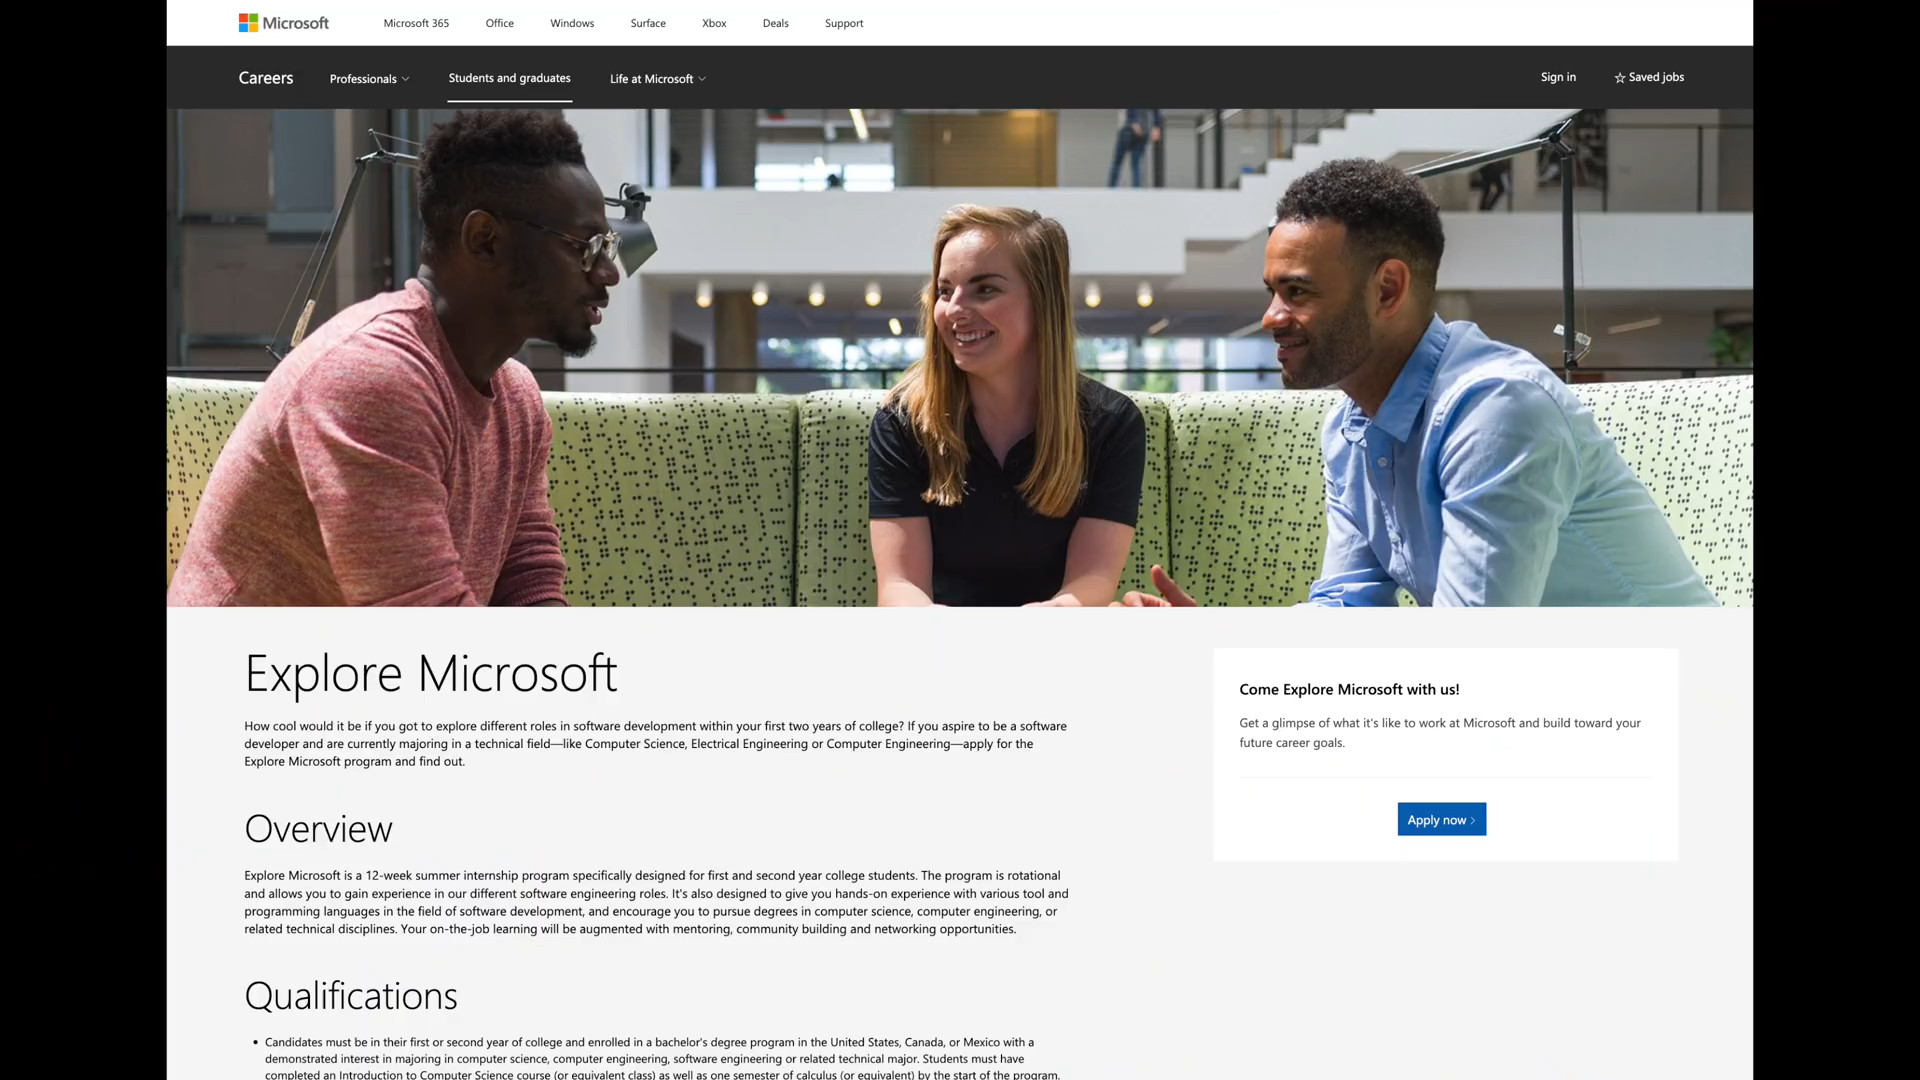 Microsoft
Microsoft 365
Office
Windows
Surface
Xbox
Deals
Support
Careers
Professionals
Students and graduates
Life at Microsoft
Sign in
Saved jobs
Explore Microsoft
How cool would it be if you got to explore different roles in software development within your first two years of college? If you aspire to be a software
developer and are currently majoring in a technical field—like Computer Science, Electrical Engineering or Computer Engineering—apply for the
Explore Microsoft program and find out.
Come Explore Microsoft with us!
Get a glimpse of what it's like to work at Microsoft and build toward your
future career goals.
Apply now
Overview
Explore Microsoft is a 12-week summer internship program specifically designed for first and second year college students. The program is rotational
and allows you to gain experience in our different software engineering roles. It's also designed to give you hands-on experience with various tool and
programming languages in the field of software development, and encourage you to pursue degrees in computer science, computer engineering, or
related technical disciplines. Your on-the-job learning will be augmented with mentoring, community building and networking opportunities.
Qualifications
• Candidates must be in their first or second year of college and enrolled in a bachelor's degree program in the United States, Canada, or Mexico with a
demonstrated interest in majoring in computer science, computer engineering, software engineering or related technical major. Students must have
completed an Introduction to Computer Science course (or equivalent class) as well as one semester of calculus (or equivalent) by the start of the program.